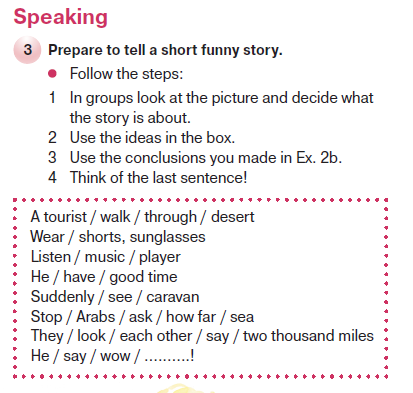 Speaking
3 Prepare to tell a short funny story.
● Follow the steps:
1 In groups look at the picture and decide what
the story is about.
2 Use the ideas in the box.
3 Use the conclusions you made in Ex. 2b.
4 Think of the last sentence!
A tourist / walk / through / desert
Wear / shorts, sunglasses
Listen / music / player
He / have / good time
Suddenly / see / caravan
Stop / Arabs / ask / how far / sea
They / look / each other / say / two thousand miles
He / say / wow / ..........!